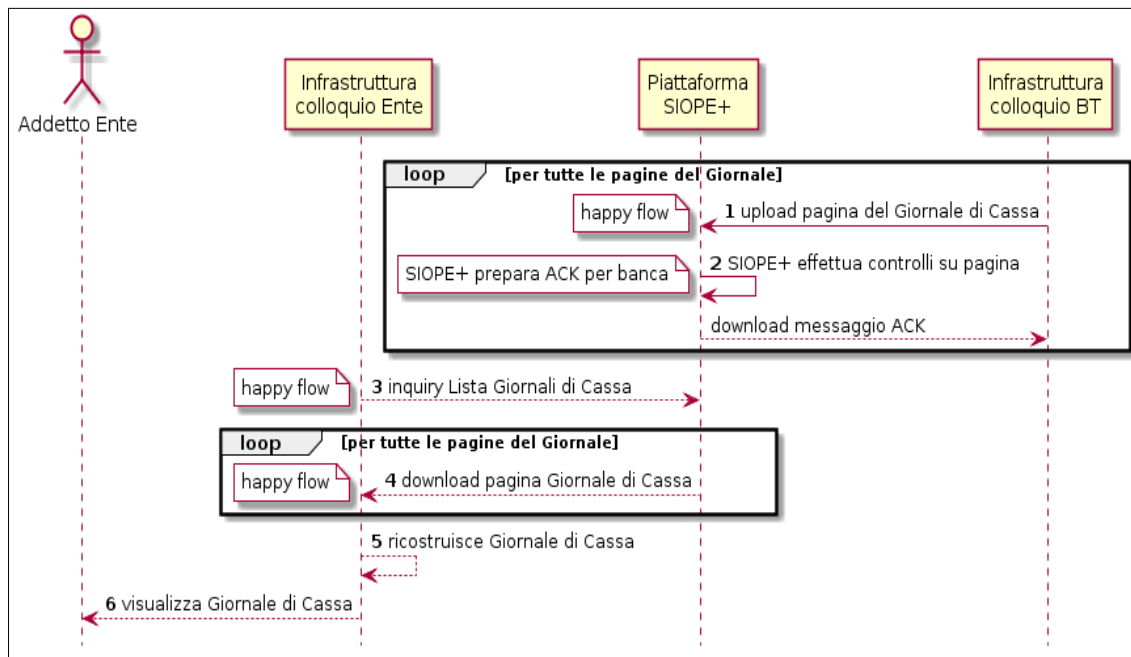 Addetto Ente
Infrastruttura
colloquio Ente
Piattaforma
SIOPE+
Infrastruttura
colloquio BT
loop [per tutte le pagine del Giornale]
happy flow
1 upload pagina del Giornale di Cassa
SIOPE+ prepara ACK per banca
2 SIOPE+ effettua controlli su pagina
download messaggio ACK
happy flow
3 inquiry Lista Giornali di Cassa
loop [per tutte le pagine del Giornale]
happy flow
4 download pagina Giornale di Cassa
5 ricostruisce Giornale di Cassa
6 visualizza Giornale di Cassa